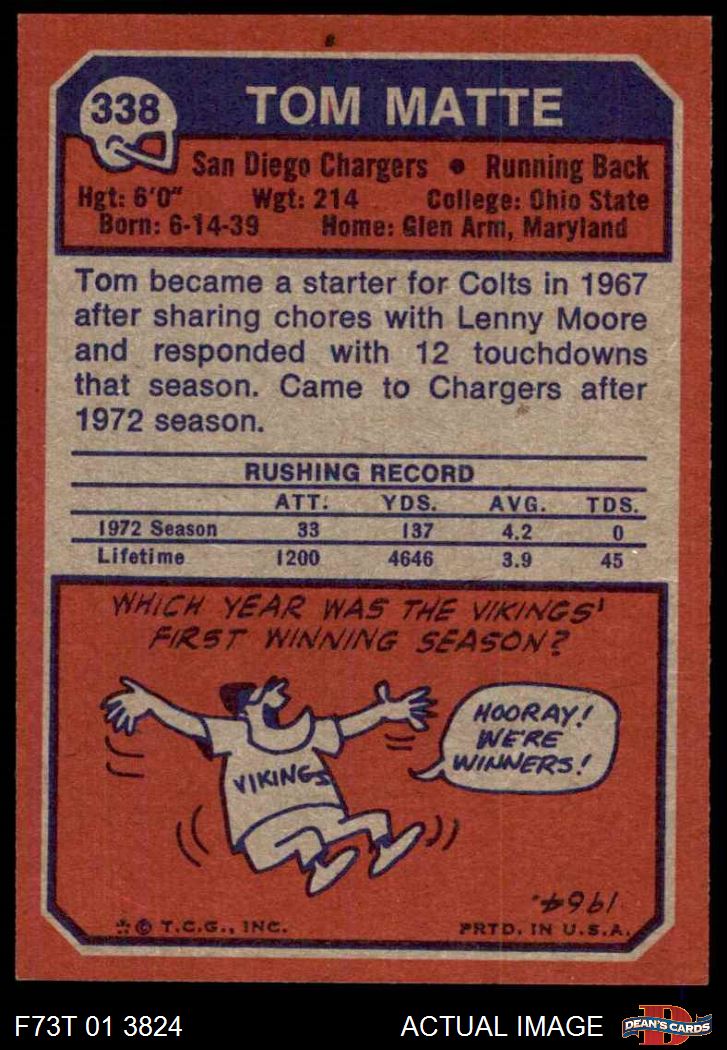 338
TOM MATTE
San Diego Chargers • Running Back
Hgt: 6'0" Wgt: 214 College: Ohio State
Born: 6-14-39 Home: Glen Arm, Maryland
Tom became a starter for Colts in 1967
after sharing chores with Lenny Moore
and responded with 12 touchdowns
that season. Came to Chargers after
1972 season.
RUSHING RECORD
ATT. YDS. AVG. TDS.
1972 Season 33 137 4.2 0
Lifetime 1200 4646 3.9 45
WHICH YEAR WAS THE VIKINGS'
FIRST WINNING SEASON?
HOORAY!
WE'RE
WINNERS!
VIKINGS
1964.
* © T.C.G., INC. PRTD. IN U.S.A.
F73T 01 3824 ACTUAL IMAGE
D
DEAN'S CARDS